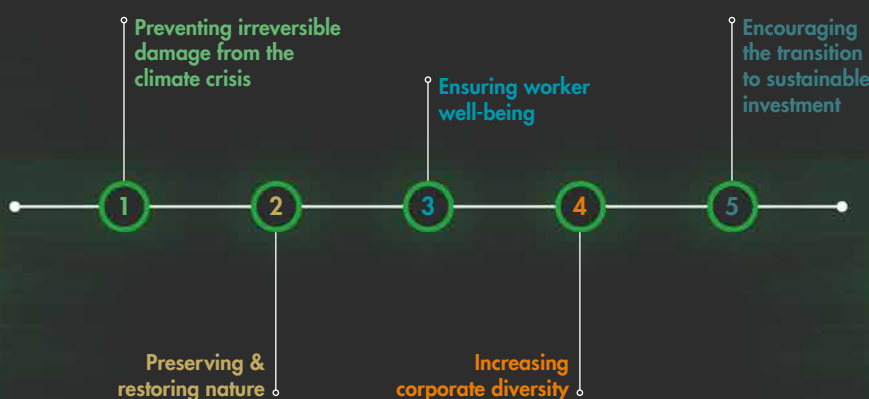 Preventing irreversible
damage from the
climate crisis
Ensuring worker
well-being
Encouraging
the transition
to sustainable
investment
1
2
3
4
5
Preserving &
restoring nature
Increasing
corporate diversity